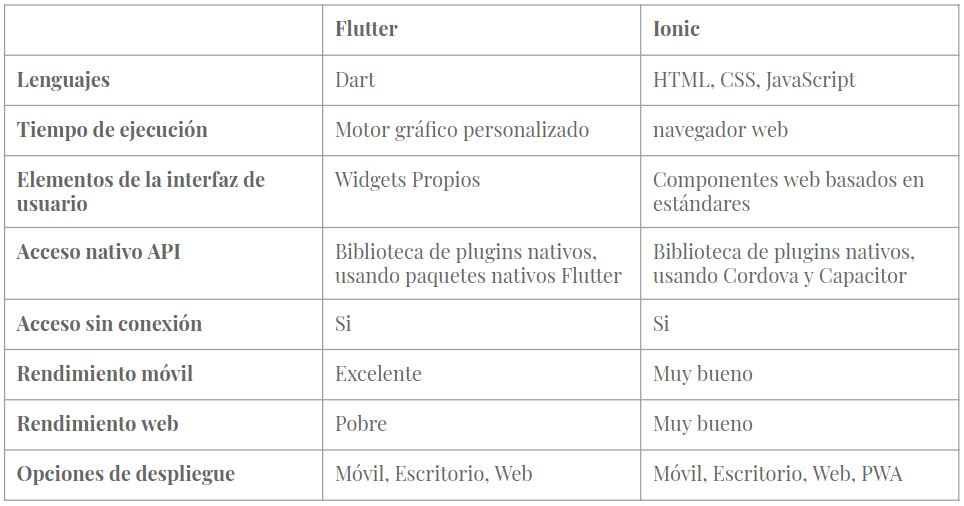 Flutter Ionic
Lenguajes Dart HTML, CSS, JavaScript
Tiempo de ejecución Motor gráfico personalizado navegador web
Elementos de la interfaz de Widgets Propios Componentes web basados en
usuario estándares
Acceso nativo API Biblioteca de plugins nativos, Biblioteca de plugins nativos,
usando paquetes nativos Flutter usando Cordova y Capacitor
Acceso sin conexión Si Si
Rendimiento móvil Excelente Muy bueno
Rendimiento web Pobre Muy bueno
Opciones de despliegue Móvil, Escritorio, Web Móvil, Escritorio, Web, PWA